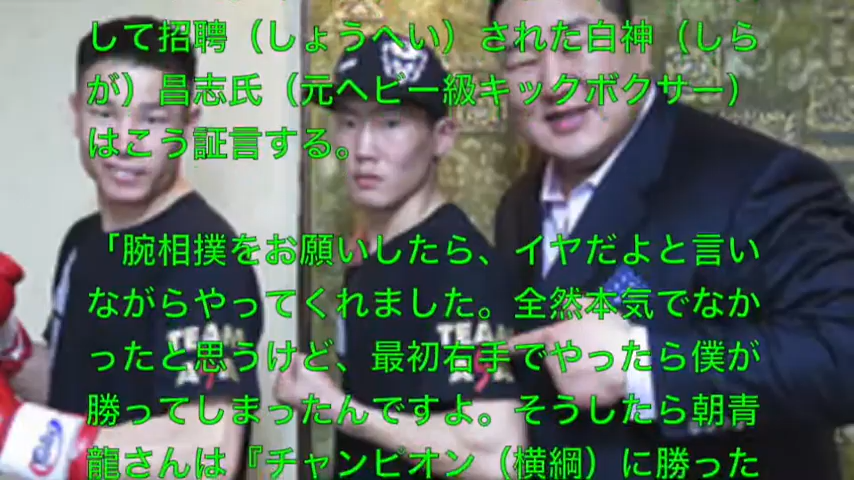 して招聘（しょうへい）された白神（しら
が）昌志氏（元ヘビー級キックボクサー）
はこう証言する。
「腕相撲をお願いしたら、イヤだよと言い
ながらやってくれました。全然本気でなか
ったと思うけど、最初右手でやったら僕が
勝ってしまったんですよ。そうしたら朝青
龍さんは『チャンピオン（横綱）に勝った
TEAM
TEAM